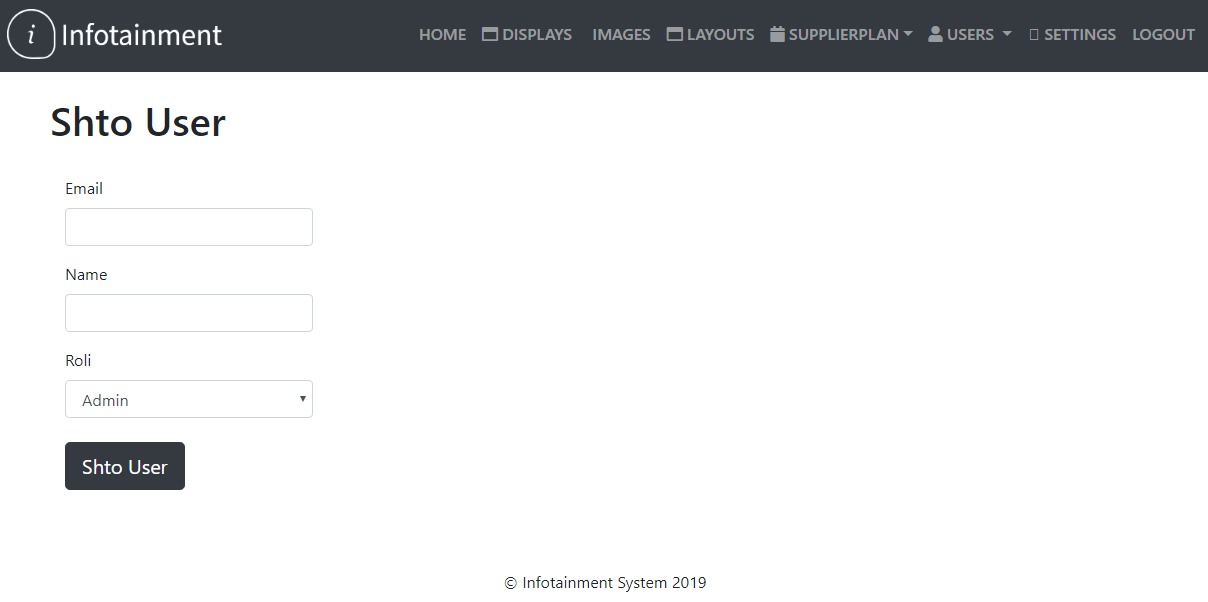 i Infotainment
HOME DISPLAYS IMAGES LAYOUTS SUPPLIERPLAN USERS SETTINGS LOGOUT
Shto User
Email
Name
Roli
Admin
Shto User
© Infotainment System 2019